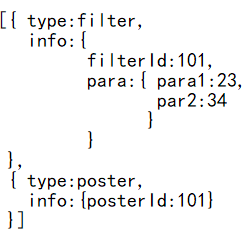 [{ type:filter,
info:{
filterId:101,
para:{ para1:23,
par2:34
}
}
},
{ type:poster,
info:{posterId:101}
}]